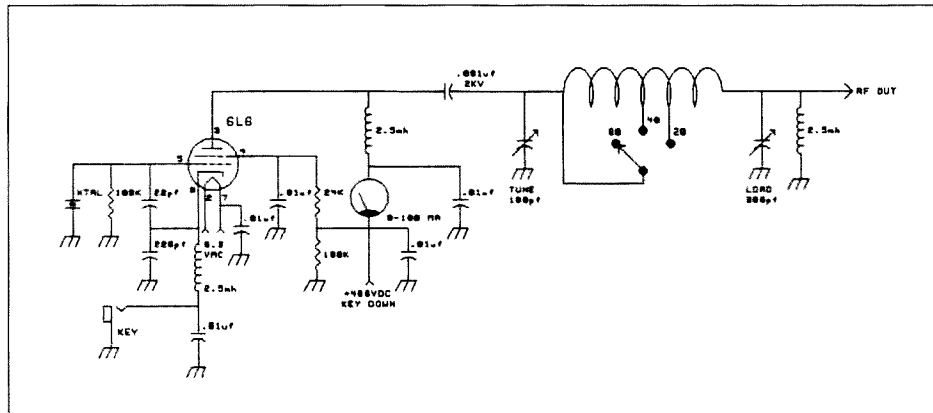 .001uf
2KV
RF OUT
6L6
3
40
80
20
2.5mh
2.5mh
5
4
XTAL
100K
22pf
8
2
7
.01uf
.01uf
24K
0-100 MA
.01uf
TUNE
100pf
LOAD
220pf
6.3
VAC
100K
.01uf
2.5mh
+400VDC
KEY DOWN
KEY
.01uf